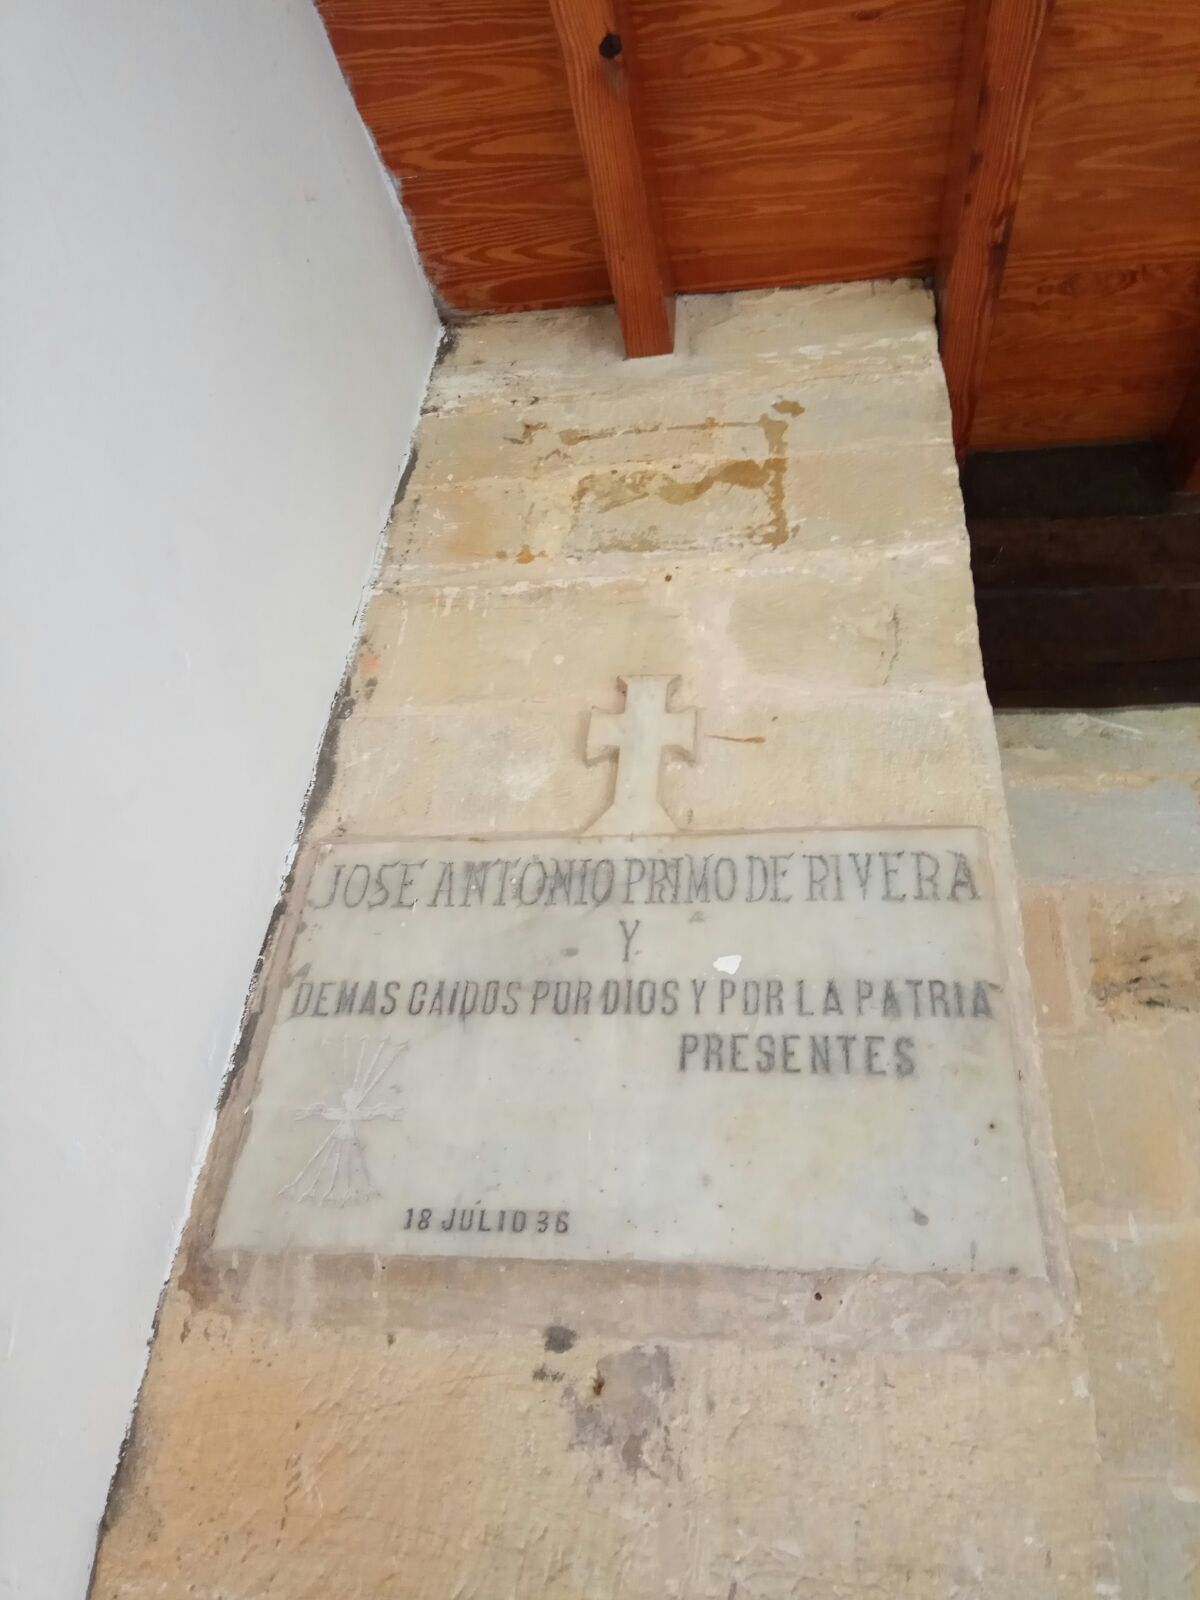 JOSE ANTONIO PRIMO DE RIVERA
Y
DEMAS CAIDOS POR DIOS Y POR LA PATRIA
PRESENTES
18 JULIO 36